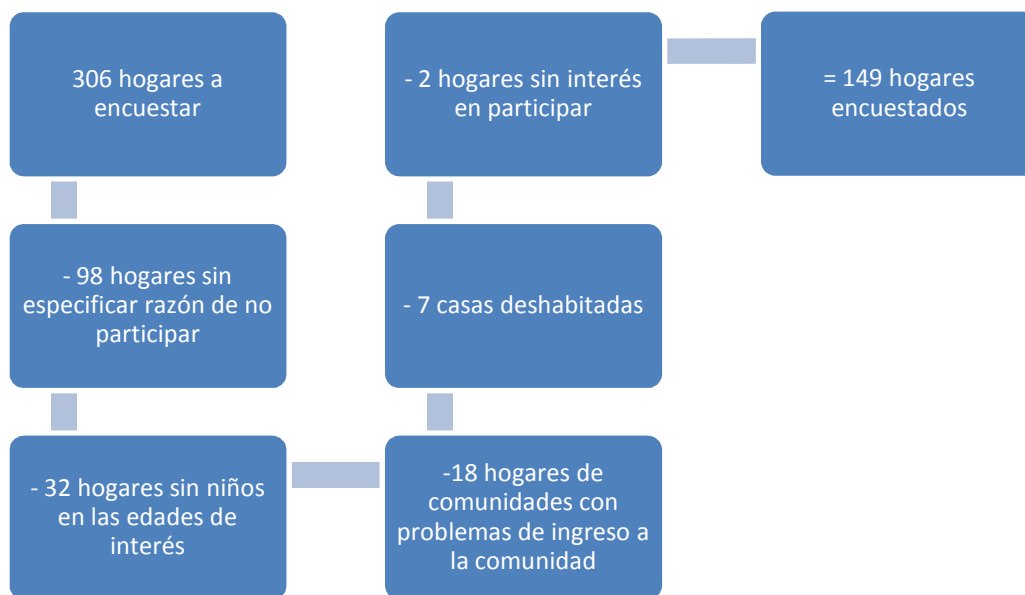 306 hogares a
encuestar
- 98 hogares sin
especificar razón de no
participar
- 32 hogares sin niños
en las edades de
interés
-18 hogares de
comunidades con
problemas de ingreso a
la comunidad
- 7 casas deshabitadas
- 2 hogares sin interés
en participar
= 149 hogares
encuestados